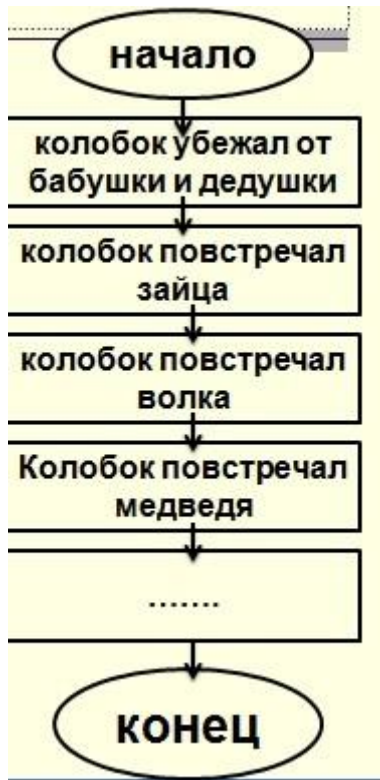 начало
колобок убежал от
бабушки и дедушки
колобок повстречал
зайца
колобок повстречал
волка
Колобок повстречал
медведя
.......
конец